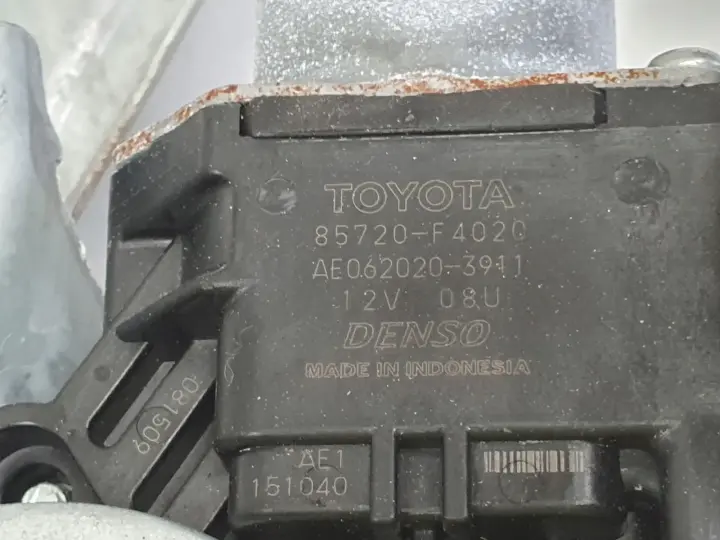 TOYOTA
85720-F4020
AE062020-3911
12V 08U
DENSO
MADE IN INDONESIA
081509
AE1
151040